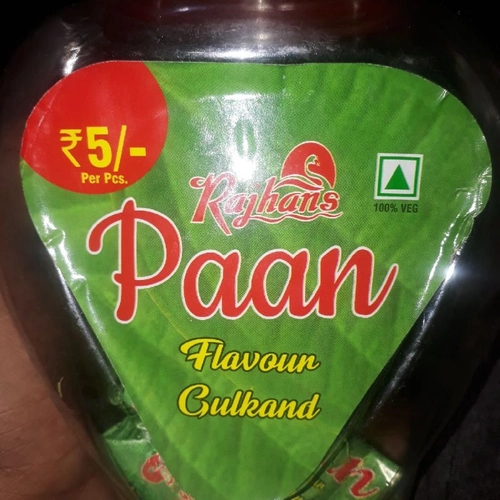 ₹5/-
Per Pcs.
Rajhans
100% VEG
Paan
Flavour
Gulkand